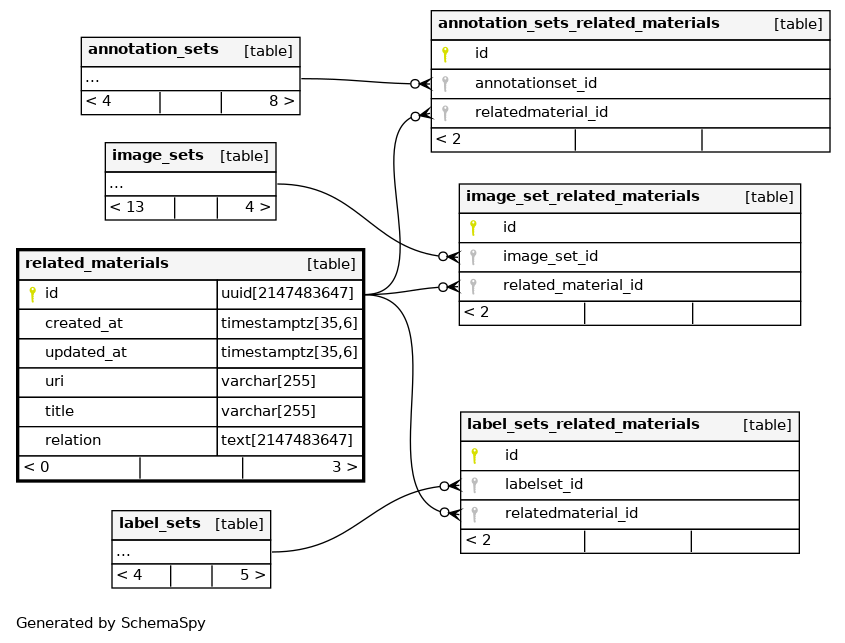 annotation_sets [table]
...
< 4 8 >
annotation_sets_related_materials [table]
id
annotationset_id
relatedmaterial_id
< 2
image_sets [table]
...
< 13 4 >
image_set_related_materials [table]
id
image_set_id
related_material_id
< 2
related_materials [table]
id uuid[2147483647]
created_at timestamptz[35,6]
updated_at timestamptz[35,6]
uri varchar[255]
title varchar[255]
relation text[2147483647]
< 0 3 >
label_sets_related_materials [table]
id
labelset_id
relatedmaterial_id
< 2
label_sets [table]
...
< 4 5 >
Generated by SchemaSpy